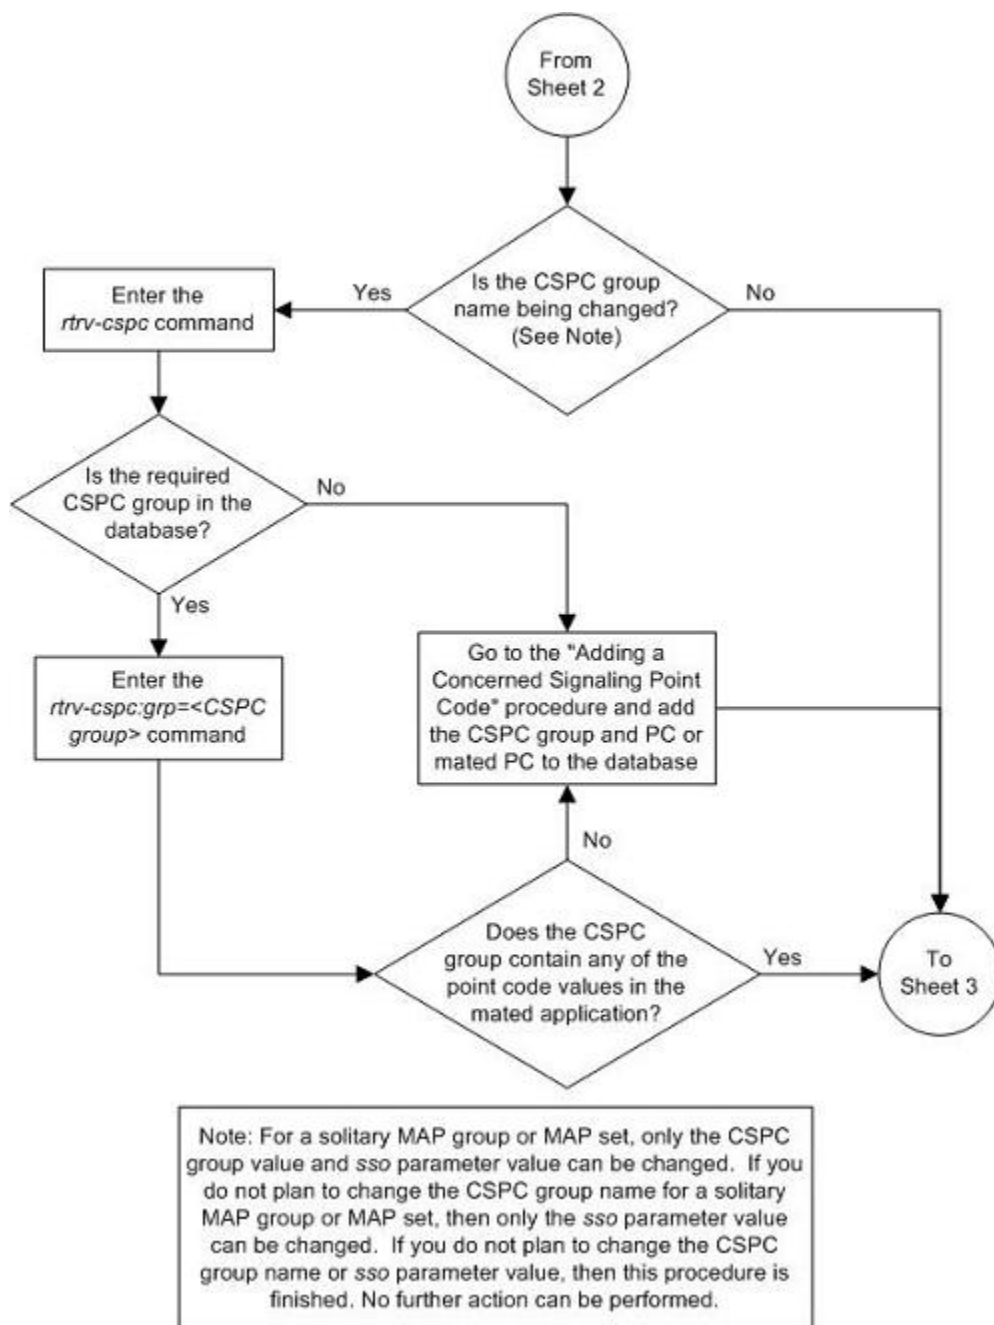 From
Sheet 2
Is the CSPC group
name being changed?
(See Note)
Yes
No
Enter the
rtrv-cspc command
Is the required
CSPC group in the
database?
No
Yes
Enter the
rtrv-cspc:grp=<CSPC
group> command
Go to the "Adding a
Concerned Signaling Point
Code" procedure and add
the CSPC group and PC or
mated PC to the database
No
Does the CSPC
group contain any of the
point code values in the
mated application?
Yes
To
Sheet 3
Note: For a solitary MAP group or MAP set, only the CSPC
group value and sso parameter value can be changed. If you
do not plan to change the CSPC group name for a solitary
MAP group or MAP set, then only the sso parameter value
can be changed. If you do not plan to change the CSPC
group name or sso parameter value, then this procedure is
finished. No further action can be performed.